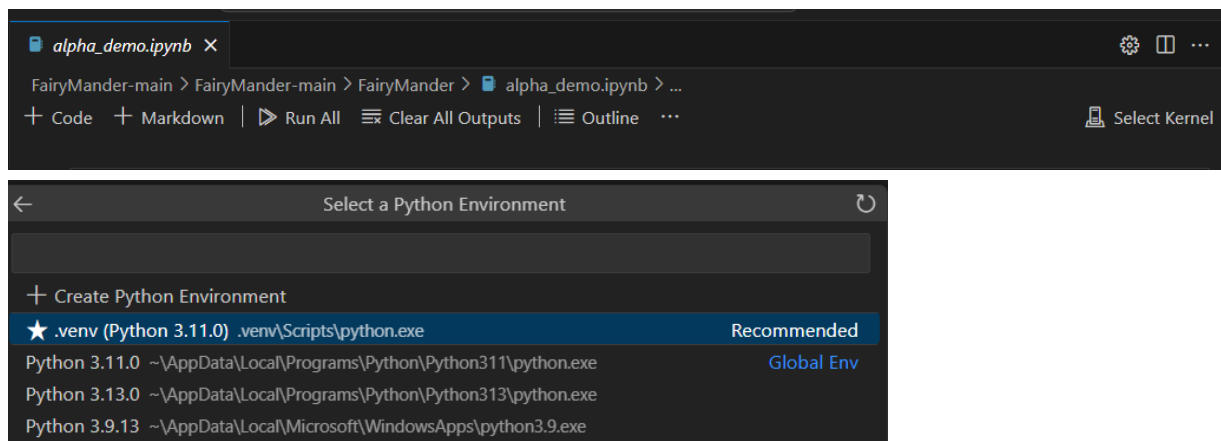 alpha_demo.ipynb
FairyMander-main > FairyMander-main > FairyMander > alpha_demo.ipynb > ...
+ Code + Markdown | Run All Clear All Outputs | Outline ... Select Kernel
Select a Python Environment
+ Create Python Environment
★ .venv (Python 3.11.0) .venv\Scripts\python.exe Recommended
Python 3.11.0 ~\AppData\Local\Programs\Python\Python311\python.exe Global Env
Python 3.13.0 ~\AppData\Local\Programs\Python\Python313\python.exe
Python 3.9.13 ~\AppData\Local\Microsoft\WindowsApps\python3.9.exe